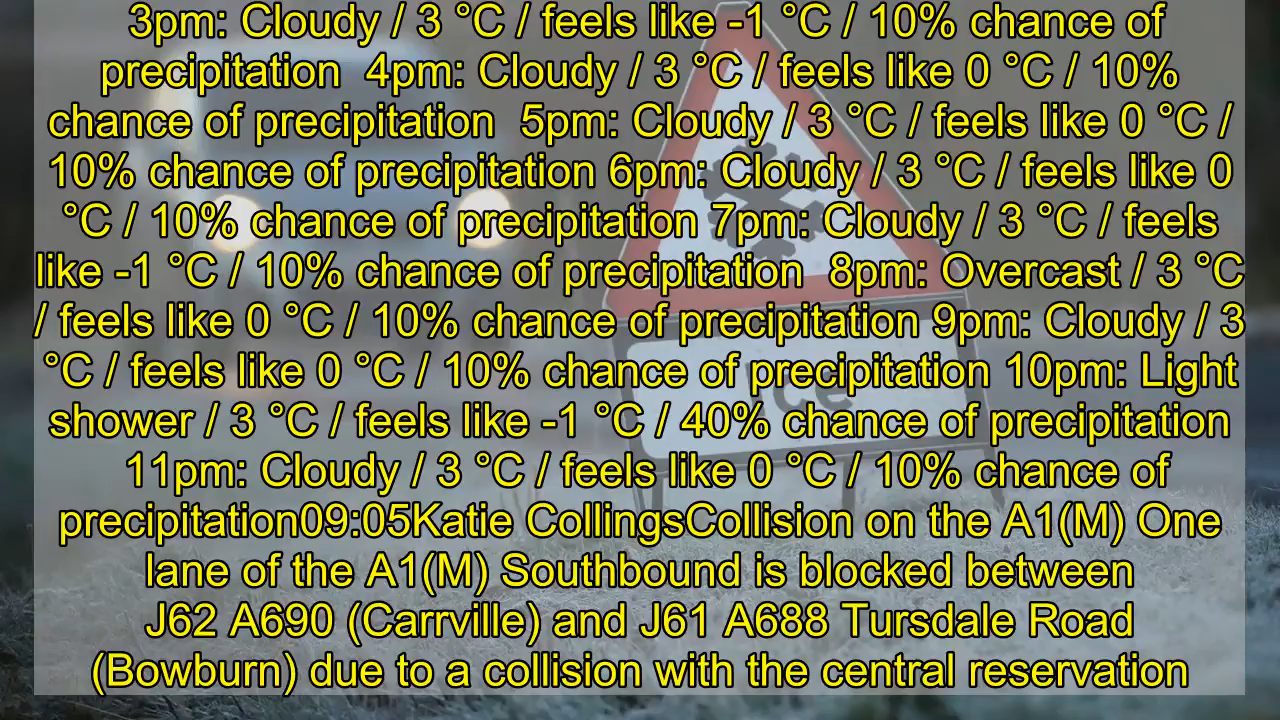 3pm: Cloudy / 3 °C / feels like -1 °C / 10% chance of
precipitation  4pm: Cloudy / 3 °C / feels like 0 °C / 10%
chance of precipitation  5pm: Cloudy / 3 °C / feels like 0 °C /
10% chance of precipitation 6pm: Cloudy / 3 °C / feels like 0
°C / 10% chance of precipitation 7pm: Cloudy / 3 °C / feels
like -1 °C / 10% chance of precipitation  8pm: Overcast / 3 °C
/ feels like 0 °C / 10% chance of precipitation 9pm: Cloudy / 3
°C / feels like 0 °C / 10% chance of precipitation 10pm: Light
shower / 3 °C / feels like -1 °C / 40% chance of precipitation
11pm: Cloudy / 3 °C / feels like 0 °C / 10% chance of
precipitation09:05Katie CollingsCollision on the A1(M) One
lane of the A1(M) Southbound is blocked between
J62 A690 (Carrville) and J61 A688 Tursdale Road
(Bowburn) due to a collision with the central reservation
Ice